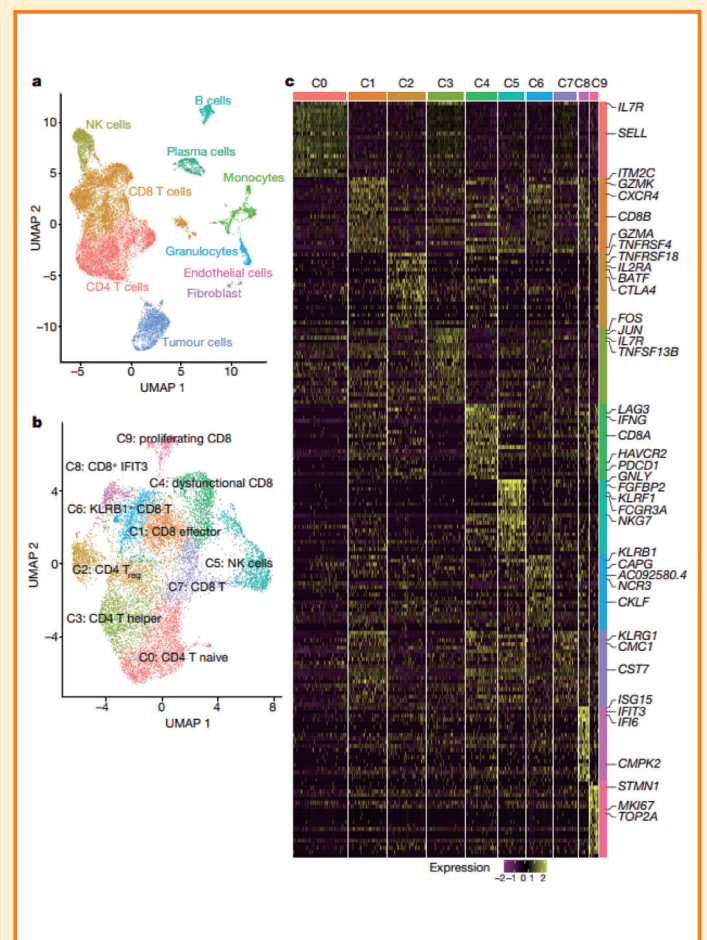 a
UMAP 2
10
5
0
−5
−10
−5
0
5
10
UMAP 1
B cells
NK cells
Plasma cells
CD8 T cells
Monocytes
Granulocytes
Endothelial cells
CD4 T cells
Fibroblast
Tumour cells
b
UMAP 2
4
0
−4
−8
−4
0
4
8
UMAP 1
C9: proliferating CD8
C8: CD8⁺ IFIT3
C4: dysfunctional CD8
C6: KLRB1⁺ CD8 T
C1: CD8 effector
C5: NK cells
C2: CD4 Treg
C7: CD8 T
C3: CD4 T helper
C0: CD4 T naive
c
C0 C1 C2 C3 C4 C5 C6 C7 C8 C9
IL7R
SELL
ITM2C
GZMK
CXCR4
CD8B
GZMA
TNFRSF4
TNFRSF18
IL2RA
BATF
CTLA4
FOS
JUN
IL7R
TNFSF13B
LAG3
IFNG
CD8A
HAVCR2
PDCD1
GNLY
FGFBP2
KLRF1
FCGR3A
NKG7
KLRB1
CAPG
AC092580.4
NCR3
CKLF
KLRG1
CMC1
CST7
ISG15
IFIT3
IFI6
CMPK2
STMN1
MKI67
TOP2A
Expression
−2 −1 0 1 2